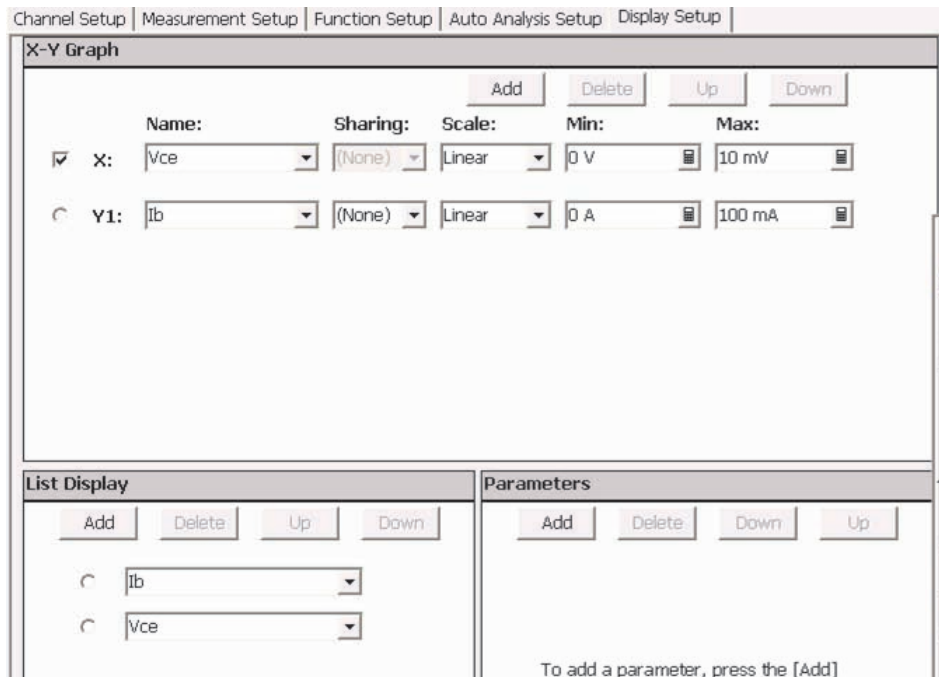 Channel Setup Measurement Setup Function Setup Auto Analysis Setup Display Setup
X-Y Graph
Add Delete Up Down
Name: Sharing: Scale: Min: Max:
X: Vce (None) Linear 0 V 10 mV
Y1: Ib (None) Linear 0 A 100 mA
List Display
Add Delete Up Down
Ib
Vce
Parameters
Add Delete Down Up
To add a parameter, press the [Add]